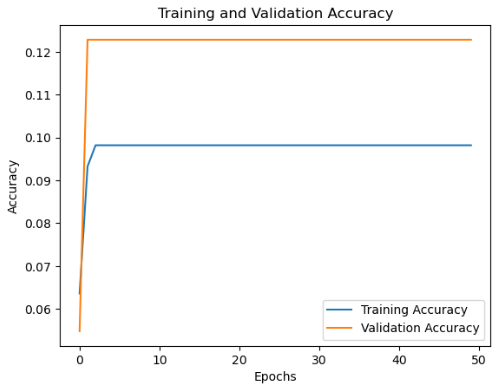 Training and Validation Accuracy
0.12
0.11
0.10
0.09
0.08
0.07
0.06
Accuracy
0
10
20
30
40
50
Epochs
Training Accuracy
Validation Accuracy